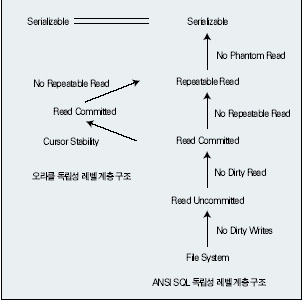 Serializable
Serializable
No Phantom Read
No Repeatable Read
Repeatable Read
Reed Committed
No Repeatable Read
Cursor Stability
Read Committed
오라클 독립성 레벨 계층 구조
No Dirty Read
Read Uncommitted
No Dirty Writes
File System
ANSI SQL 독립성 레벨 계층 구조